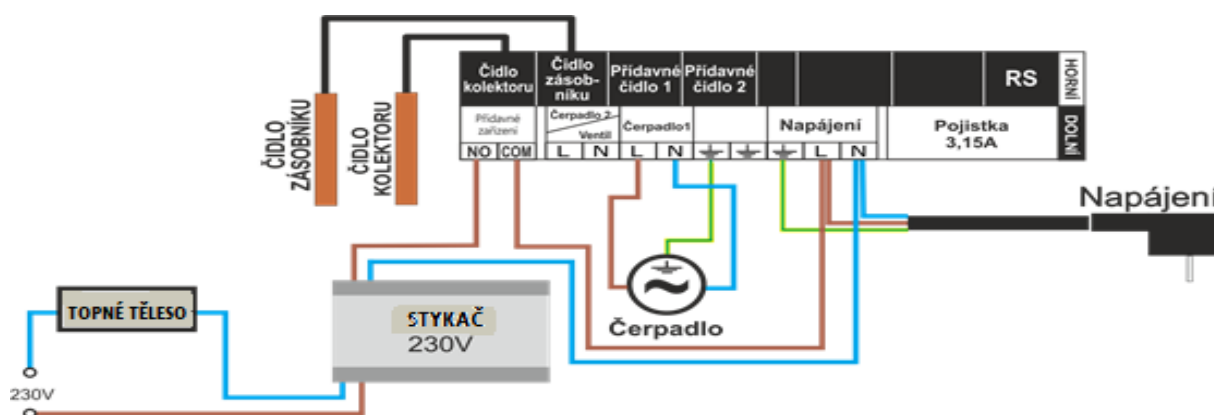 Čidlo
kolektoru
Čidlo
zásob-
níku
Přídavné
čidlo 1
Přídavné
čidlo 2
RS
HORNÍ
Přídavné
zařízení
Čerpadlo 2
Ventil
Čerpadlo1
Napájení
Pojistka
3,15A
DOLNÍ
NO COM L N L N L N
ČIDLO
ZÁSOBNÍKU
ČIDLO
KOLEKTORU
Napájení
TOPNÉ TĚLESO
STYKAČ
230V
Čerpadlo
230V